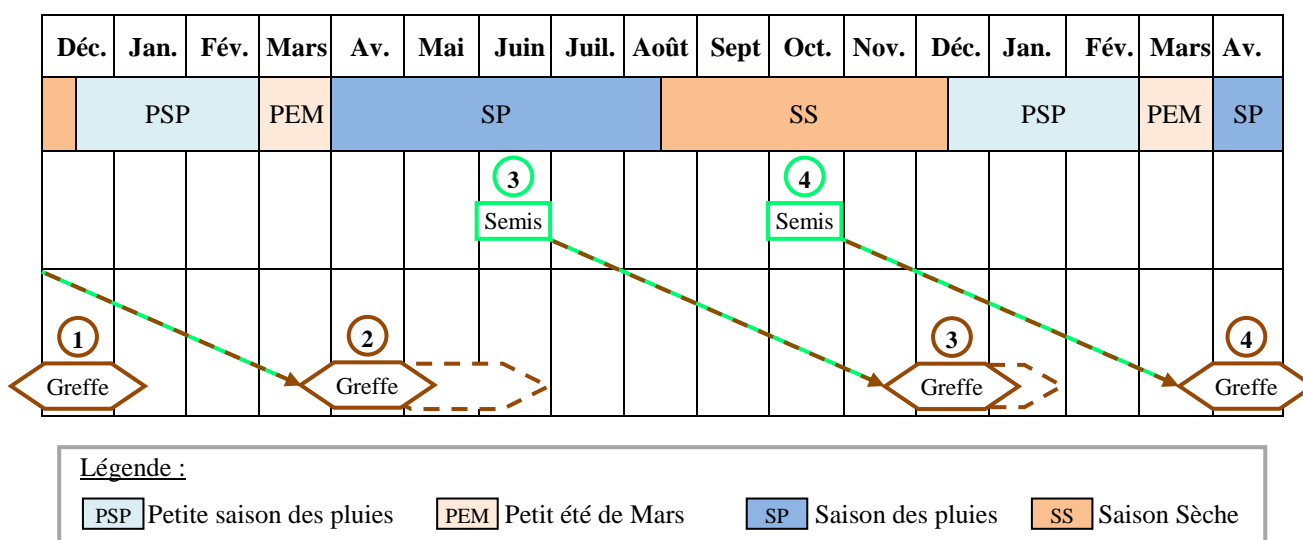 Déc. Jan. Fév. Mars Av. Mai Juin Juil. Août Sept Oct. Nov. Déc. Jan. Fév. Mars Av.
PSP PEM SP SS PSP PEM SP
3 4
Semis Semis
1 2 3 4
Greffe Greffe Greffe Greffe
Légende :
PSP Petite saison des pluies PEM Petit été de Mars SP Saison des pluies SS Saison Sèche